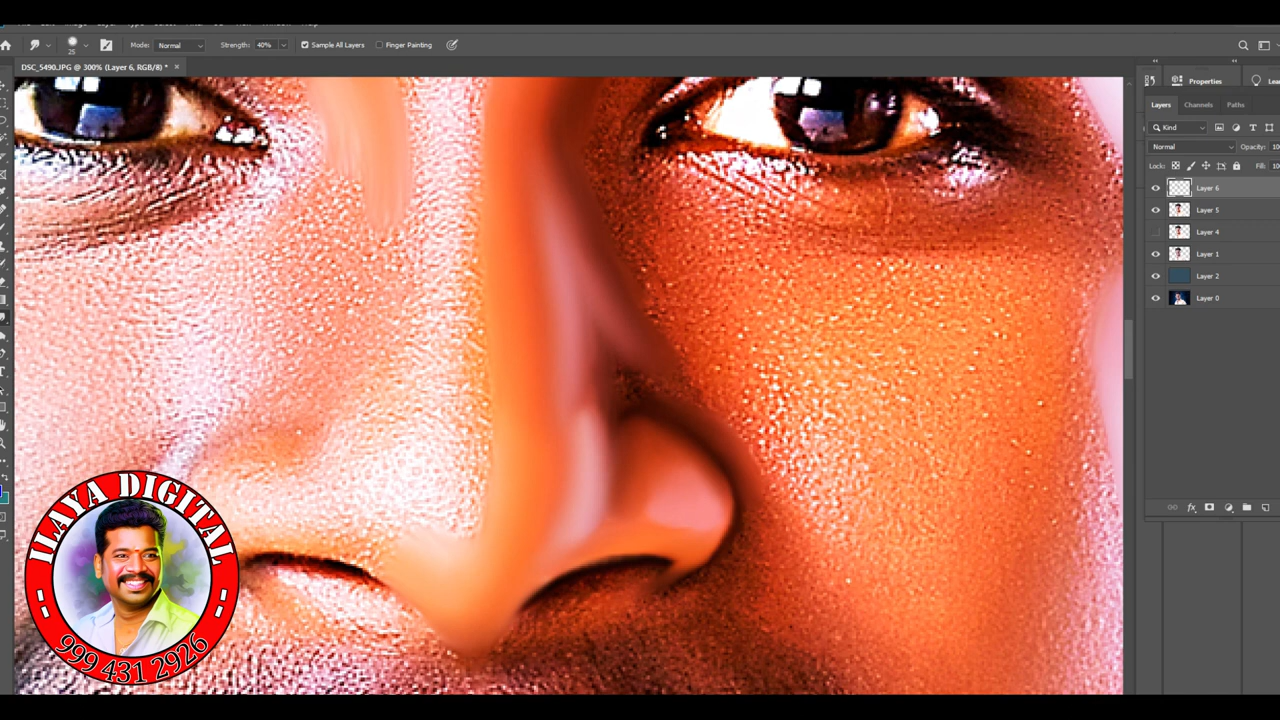 25
Mode: Normal
Strength: 40%
Sample All Layers
Finger Painting
DSC_5490.JPG @ 300% (Layer 6, RGB/8) *
Properties
Layers
Channels
Paths
Kind
Normal
Opacity:
Lock:
Fill:
Layer 6
Layer 5
Layer 4
Layer 1
Layer 2
Layer 0
fx
ILAYA DIGITAL
999 431 2926